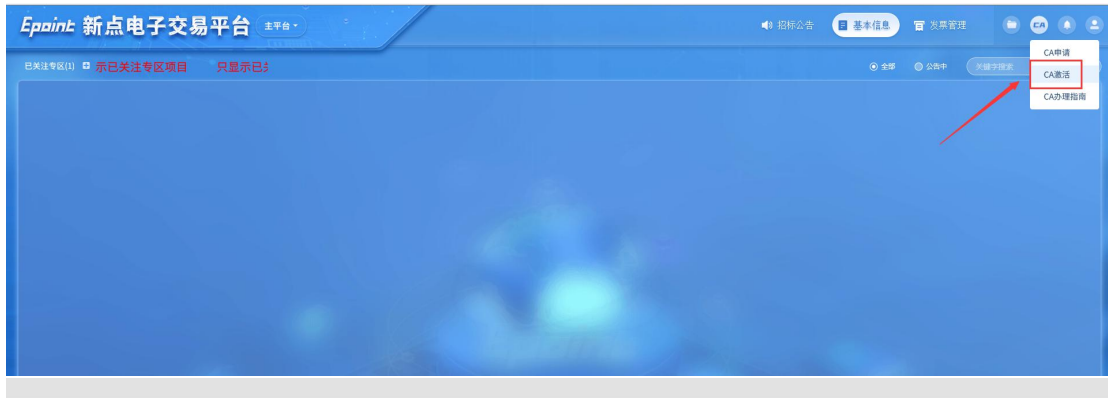 Epoint 新点电子交易平台 主平台 招标公告 基本信息 发票管理 CA
CA申请
已关注专区(1) 示已关注专区项目 只显示已 全部 公告中 关键字搜索
CA激活
CA办理指南